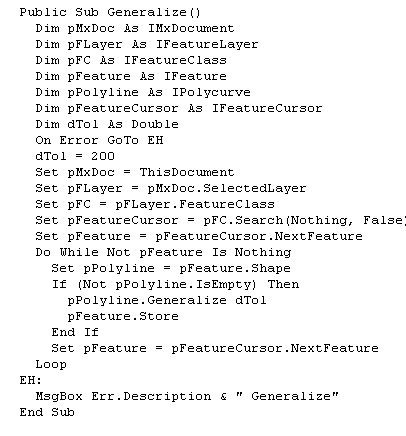 Public Sub Generalize()
  Dim pMxDoc As IMxDocument
  Dim pFLayer As IFeatureLayer
  Dim pFC As IFeatureClass
  Dim pFeature As IFeature
  Dim pPolyline As IPolycurve
  Dim pFeatureCursor As IFeatureCursor
  Dim dTol As Double
  On Error GoTo EH
  dTol = 200
  Set pMxDoc = ThisDocument
  Set pFLayer = pMxDoc.SelectedLayer
  Set pFC = pFLayer.FeatureClass
  Set pFeatureCursor = pFC.Search(Nothing, False)
  Set pFeature = pFeatureCursor.NextFeature
  Do While Not pFeature Is Nothing
    Set pPolyline = pFeature.Shape
    If (Not pPolyline.IsEmpty) Then
      pPolyline.Generalize dTol
      pFeature.Store
    End If
    Set pFeature = pFeatureCursor.NextFeature
  Loop
EH:
  MsgBox Err.Description & " Generalize"
End Sub